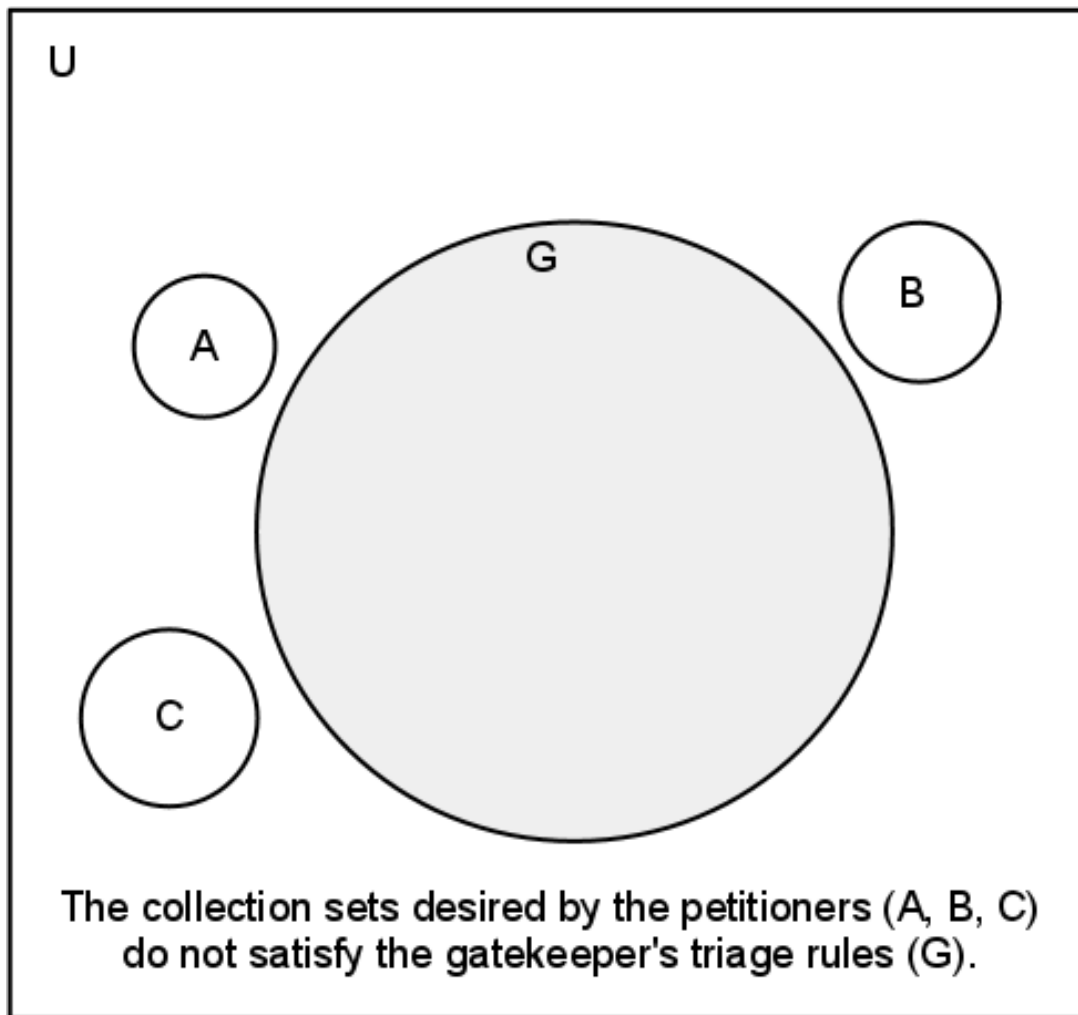 U
G
B
A
C
The collection sets desired by the petitioners (A, B, C)
do not satisfy the gatekeeper's triage rules (G).